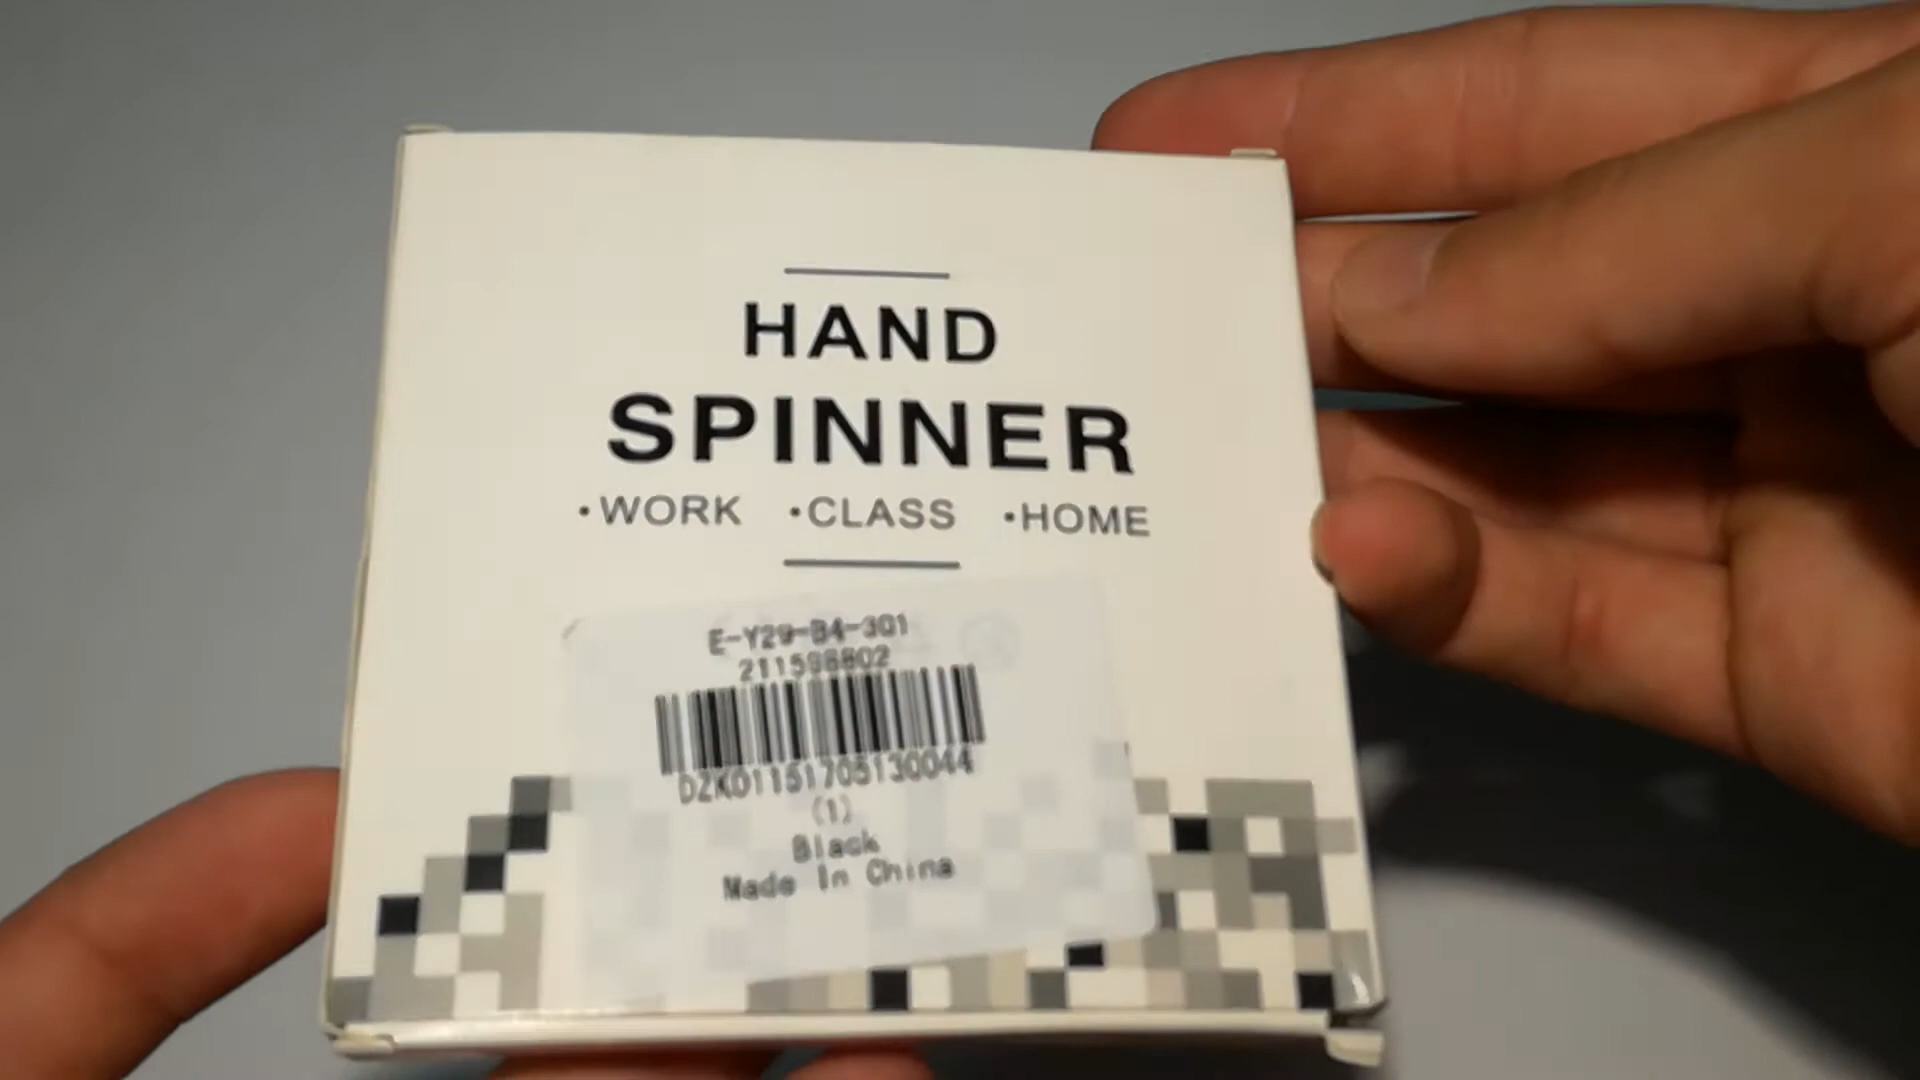 HAND
SPINNER
•WORK •CLASS •HOME
E-Y29-B4-301
211598802
DZK01151705130044
(1)
Black
Made In China